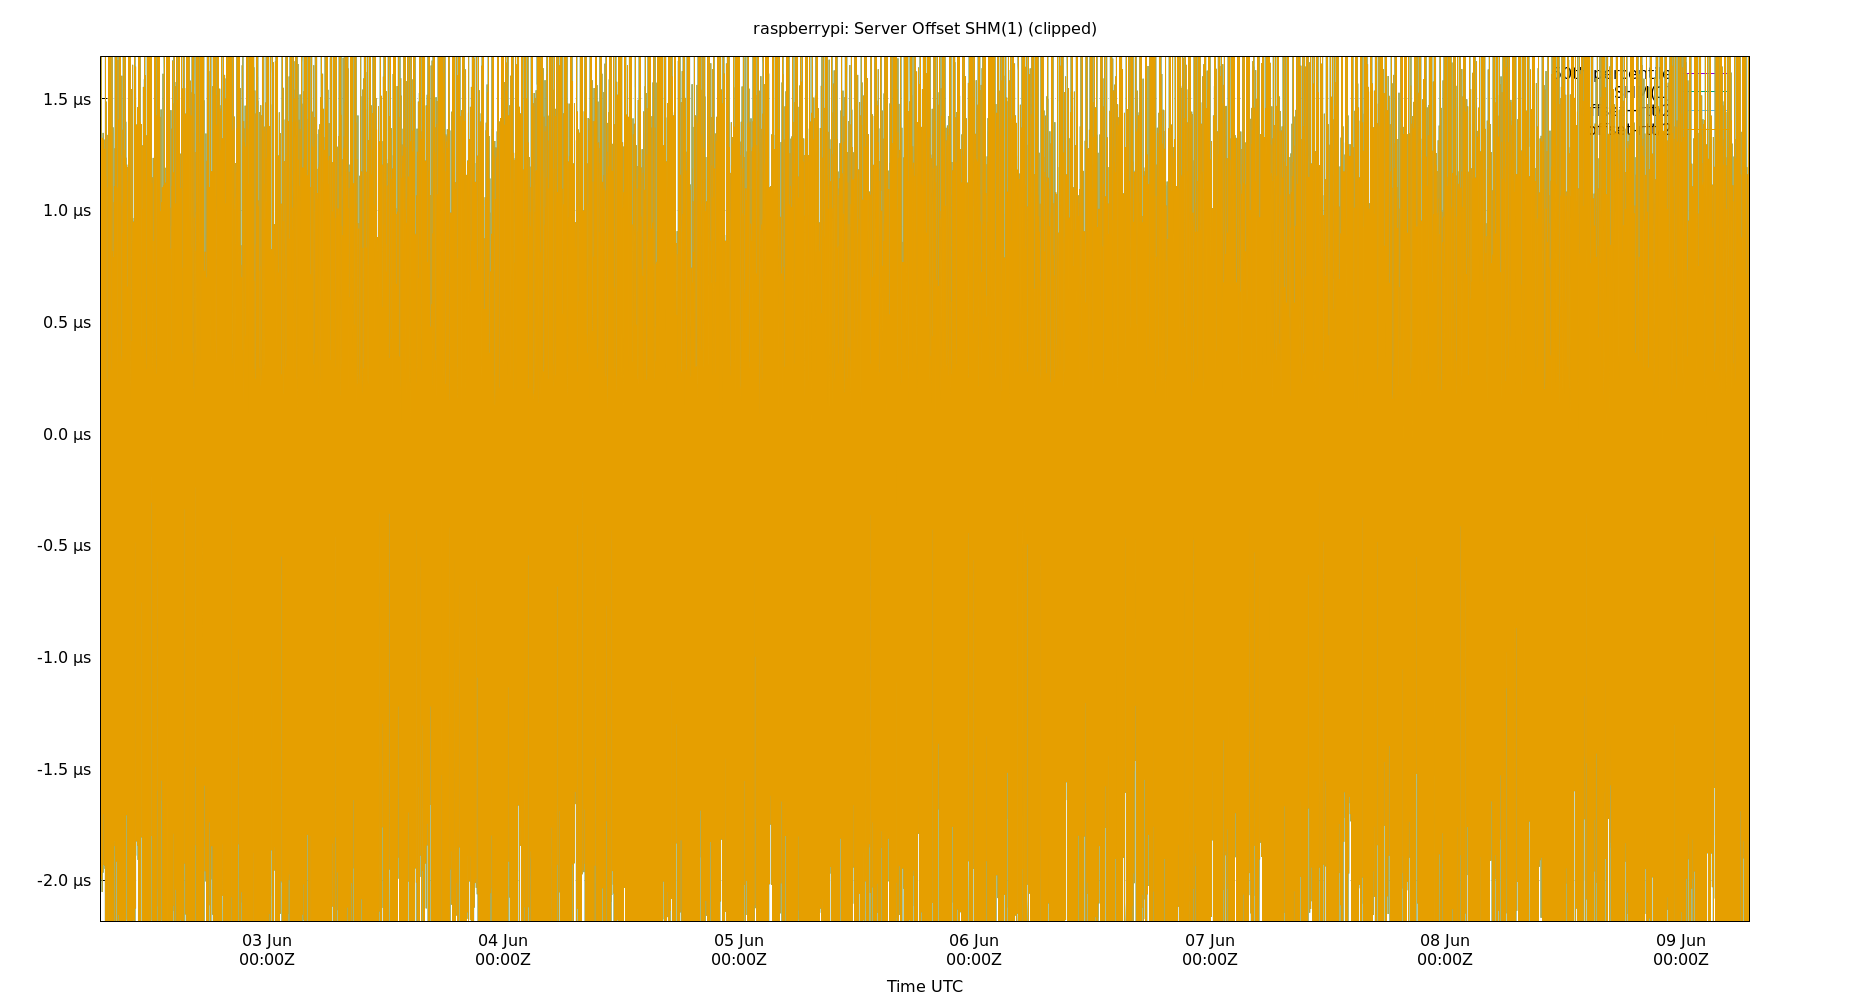 raspberrypi: Server Offset SHM(1) (clipped)
1.5 µs
1.0 µs
0.5 µs
0.0 µs
-0.5 µs
-1.0 µs
-1.5 µs
-2.0 µs
03 Jun 04 Jun 05 Jun 06 Jun 07 Jun 08 Jun 09 Jun
00:00Z 00:00Z 00:00Z 00:00Z 00:00Z 00:00Z 00:00Z
Time UTC